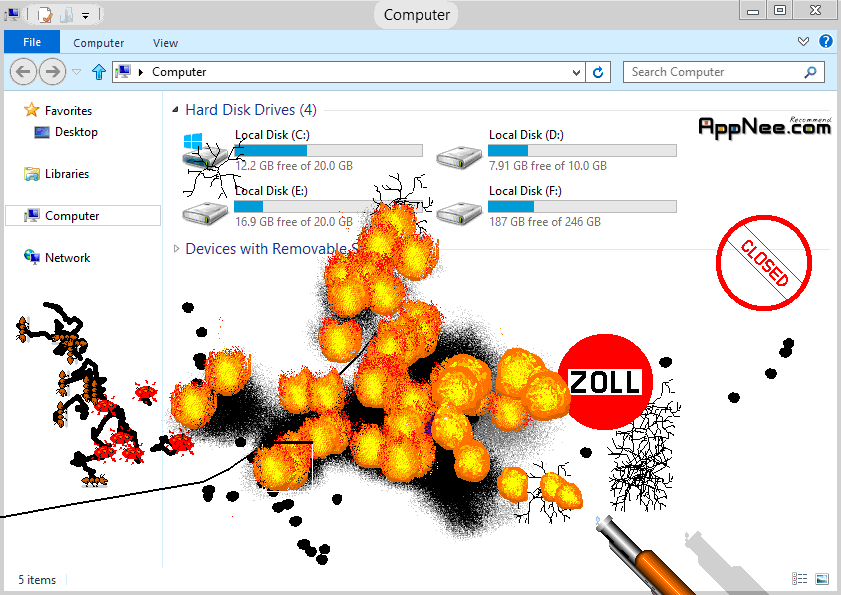 Computer
File
Computer
View
Computer
Search Computer
Favorites
Desktop
Libraries
Computer
Network
Hard Disk Drives (4)
Local Disk (C:)
12.2 GB free of 20.0 GB
Local Disk (D:)
7.91 GB free of 10.0 GB
Local Disk (E:)
16.9 GB free of 20.0 GB
Local Disk (F:)
187 GB free of 246 GB
Devices with Removable S
Recommend
AppNee.com
CLOSED
ZOLL
5 items